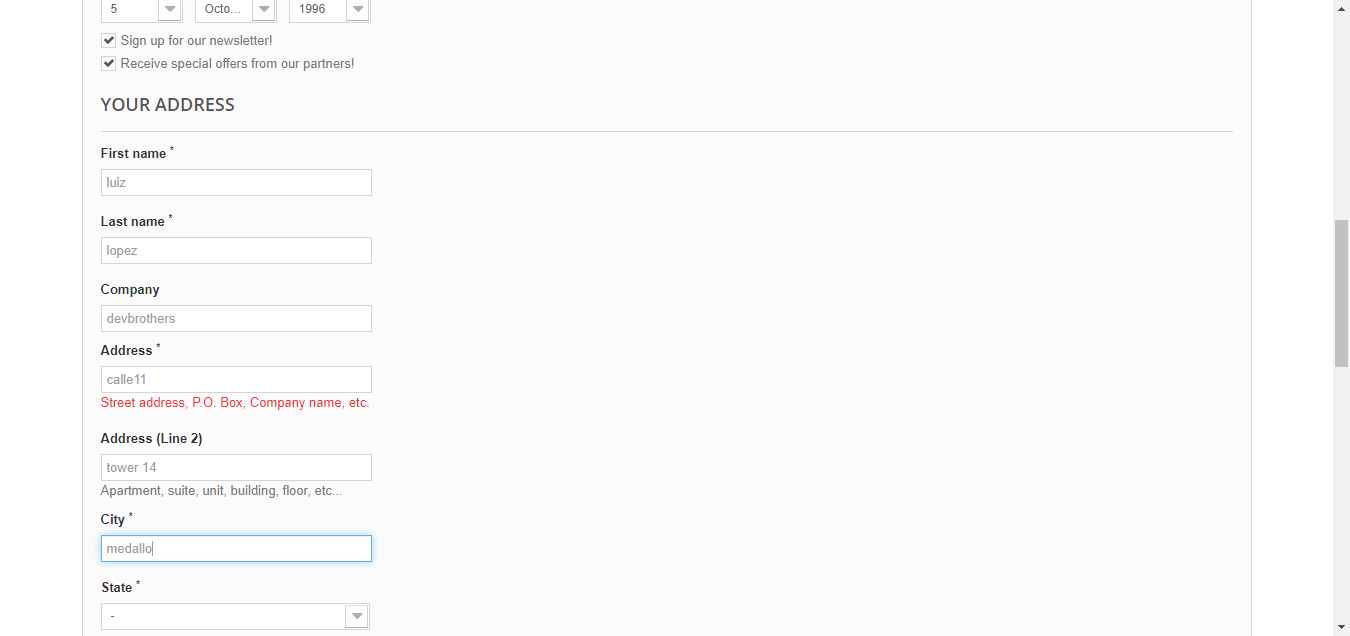 5 Octo... 1996
Sign up for our newsletter!
Receive special offers from our partners!
YOUR ADDRESS
First name *
luiz
Last name *
lopez
Company
devbrothers
Address *
calle11
Street address, P.O. Box, Company name, etc.
Address (Line 2)
tower 14
Apartment, suite, unit, building, floor, etc...
City *
medallo
State *
-